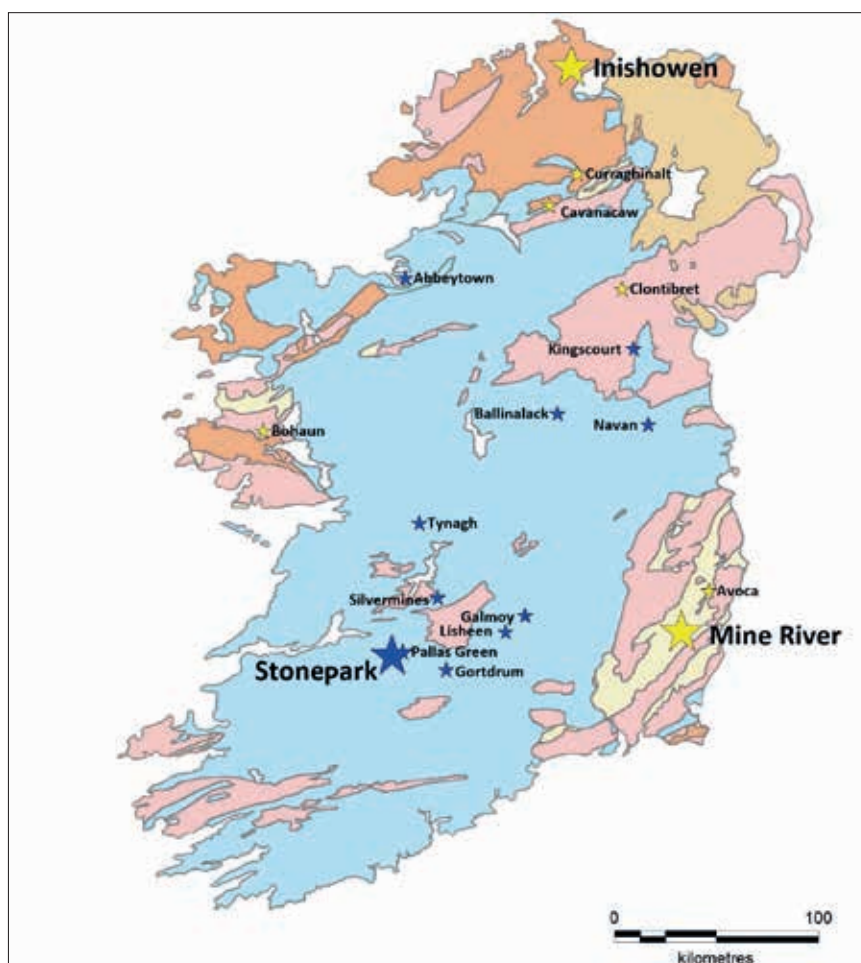 Inishowen
Curraghinalt
Cavanacaw
Abbeytown
Clontibret
Kingscourt
Ballinalack
Navan
Bohaun
Tynagh
Silvermines
Avoca
Galmoy
Lisheen
Mine River
Pallas Green
Stonepark
Gortdrum
0 100
kilometres